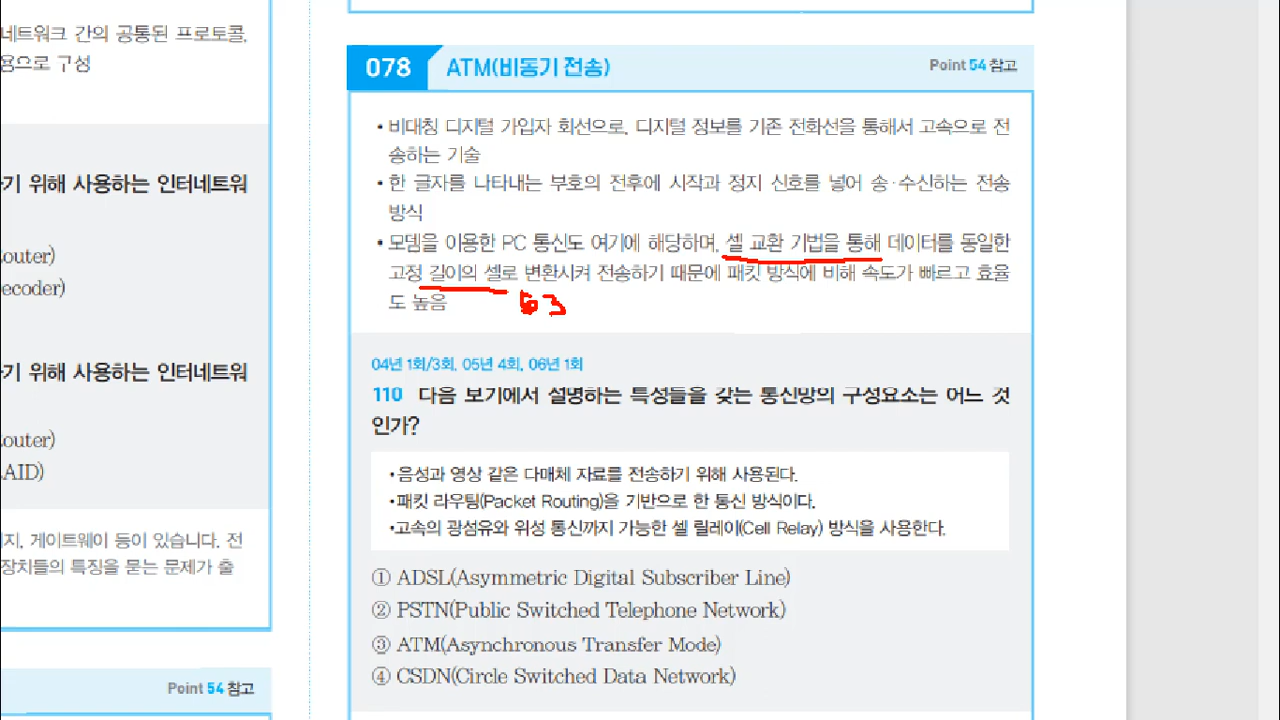 네트워크 간의 공통된 프로토콜,
용으로 구성
기 위해 사용하는 인터네트워
outer)
ecoder)
기 위해 사용하는 인터네트워
outer)
AID)
지, 게이트웨이 등이 있습니다. 전
장치들의 특징을 묻는 문제가 출
Point 54 참고
078 ATM(비동기 전송) Point 54 참고
• 비대칭 디지털 가입자 회선으로, 디지털 정보를 기존 전화선을 통해서 고속으로 전
송하는 기술
• 한 글자를 나타내는 부호의 전후에 시작과 정지 신호를 넣어 송·수신하는 전송
방식
• 모뎀을 이용한 PC 통신도 여기에 해당하며, 셀 교환 기법을 통해 데이터를 동일한
고정 길이의 셀로 변환시켜 전송하기 때문에 패킷 방식에 비해 속도가 빠르고 효율
도 높음
04년 1회/3회, 05년 4회, 06년 1회
110 다음 보기에서 설명하는 특성들을 갖는 통신망의 구성요소는 어느 것
인가?
•음성과 영상 같은 다매체 자료를 전송하기 위해 사용된다.
•패킷 라우팅(Packet Routing)을 기반으로 한 통신 방식이다.
•고속의 광섬유와 위성 통신까지 가능한 셀 릴레이(Cell Relay) 방식을 사용한다.
① ADSL(Asymmetric Digital Subscriber Line)
② PSTN(Public Switched Telephone Network)
③ ATM(Asynchronous Transfer Mode)
④ CSDN(Circle Switched Data Network)